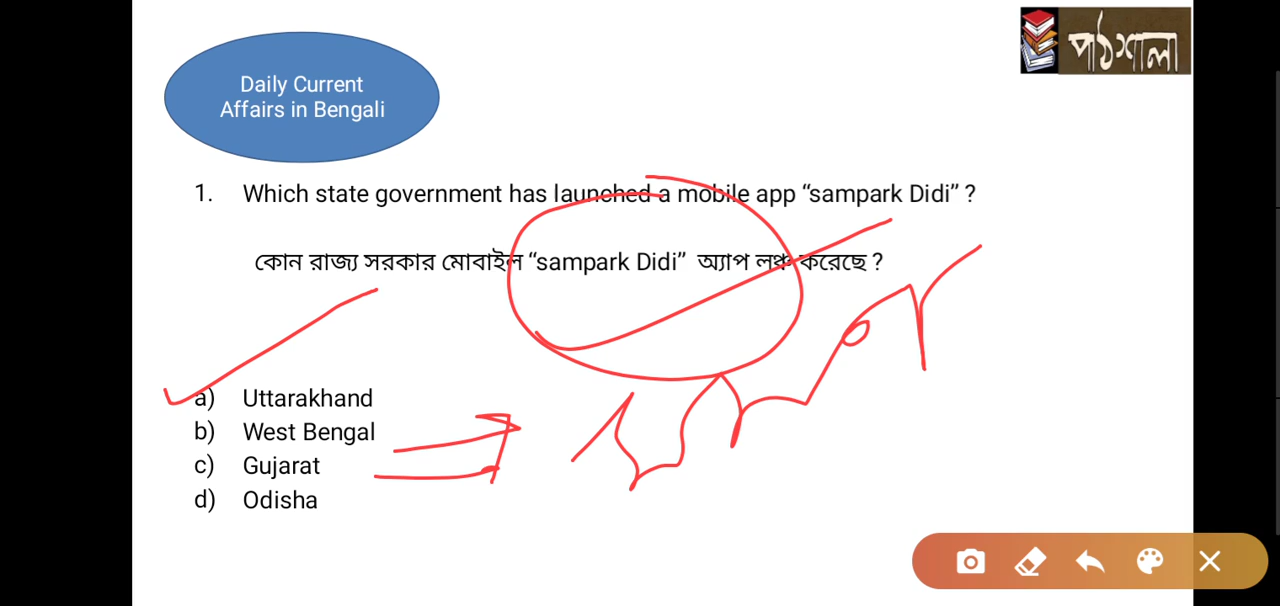 পাঠশালা
Daily Current
Affairs in Bengali
1. Which state government has launched a mobile app “sampark Didi” ?
কোন রাজ্য সরকার মোবাইল “sampark Didi” অ্যাপ লঞ্চ করেছে ?
a) Uttarakhand
b) West Bengal
c) Gujarat
d) Odisha